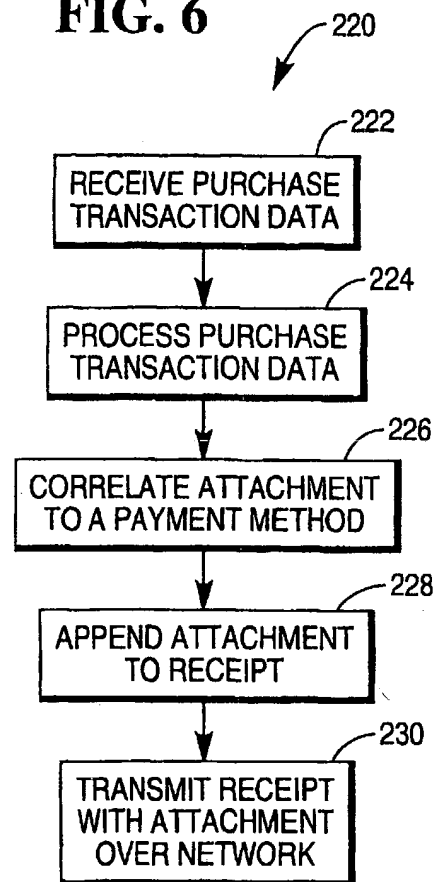 FIG. 6
220
222
RECEIVE PURCHASE
TRANSACTION DATA
224
PROCESS PURCHASE
TRANSACTION DATA
226
CORRELATE ATTACHMENT
TO A PAYMENT METHOD
228
APPEND ATTACHMENT
TO RECEIPT
230
TRANSMIT RECEIPT
WITH ATTACHMENT
OVER NETWORK